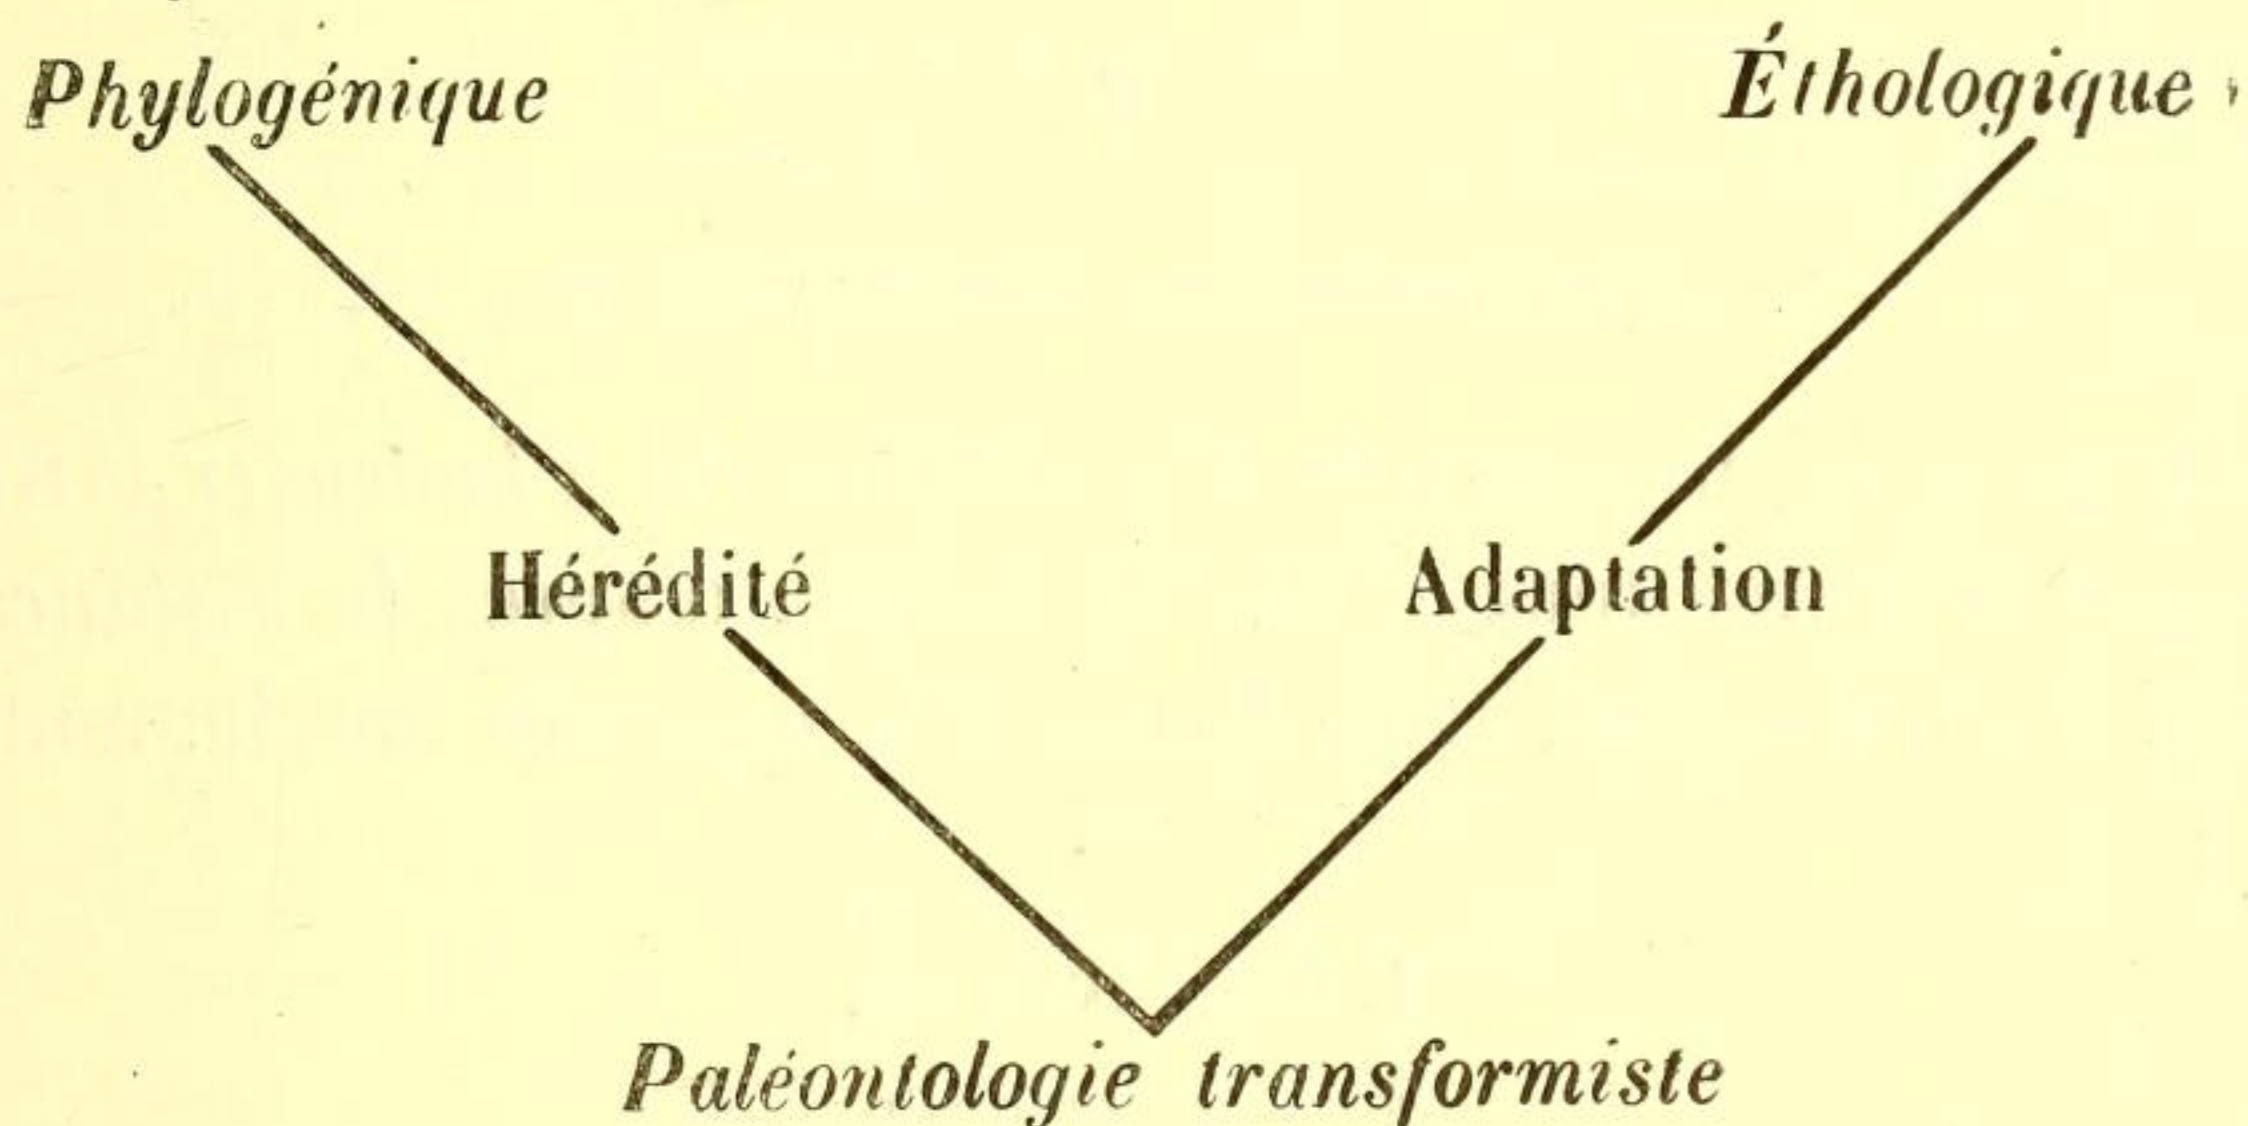 Phylogénique
Éthologique
Hérédité
Adaptation
Paléontologie transformiste